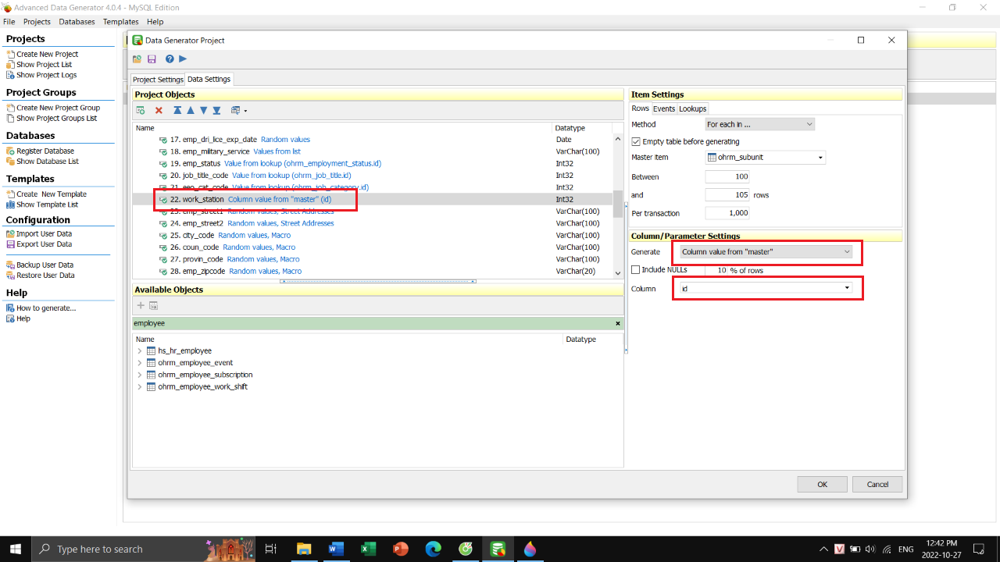 Advanced Data Generator 4.0.4 - MySQL Edition
File Projects Databases Templates Help
Projects
Create New Project
Show Project List
Show Project Logs
Project Groups
Create New Project Group
Show Project Groups List
Databases
Register Database
Show Database List
Templates
Create New Template
Show Template List
Configuration
Import User Data
Export User Data
Backup User Data
Restore User Data
Help
How to generate...
Help
Data Generator Project
Project Settings Data Settings
Project Objects
Name Datatype
17. emp_dri_lice_exp_date Random values Date
18. emp_military_service Values from list VarChar(100)
19. emp_status Value from lookup (ohrm_employment_status.id) Int32
20. job_title_code Value from lookup (ohrm_job_title.id) Int32
21. eeo_cat_code Value from lookup (ohrm_job_category.id) Int32
22. work_station Column value from "master" (id) Int32
23. emp_street1 Random values, Street Addresses VarChar(100)
24. emp_street2 Random values, Street Addresses VarChar(100)
25. city_code Random values, Macro VarChar(100)
26. coun_code Random values, Macro VarChar(100)
27. provin_code Random values, Macro VarChar(100)
28. emp_zipcode Random values, Macro VarChar(20)
Available Objects
employee
Name Datatype
hs_hr_employee
ohrm_employee_event
ohrm_employee_subscription
ohrm_employee_work_shift
Item Settings
Rows Events Lookups
Method For each in ...
Empty table before generating
Master item ohrm_subunit
Between 100
and 105 rows
Per transaction 1,000
Column/Parameter Settings
Generate Column value from "master"
Include NULLs 10 % of rows
Column id
OK Cancel
Type here to search
ENG
12:42 PM
2022-10-27